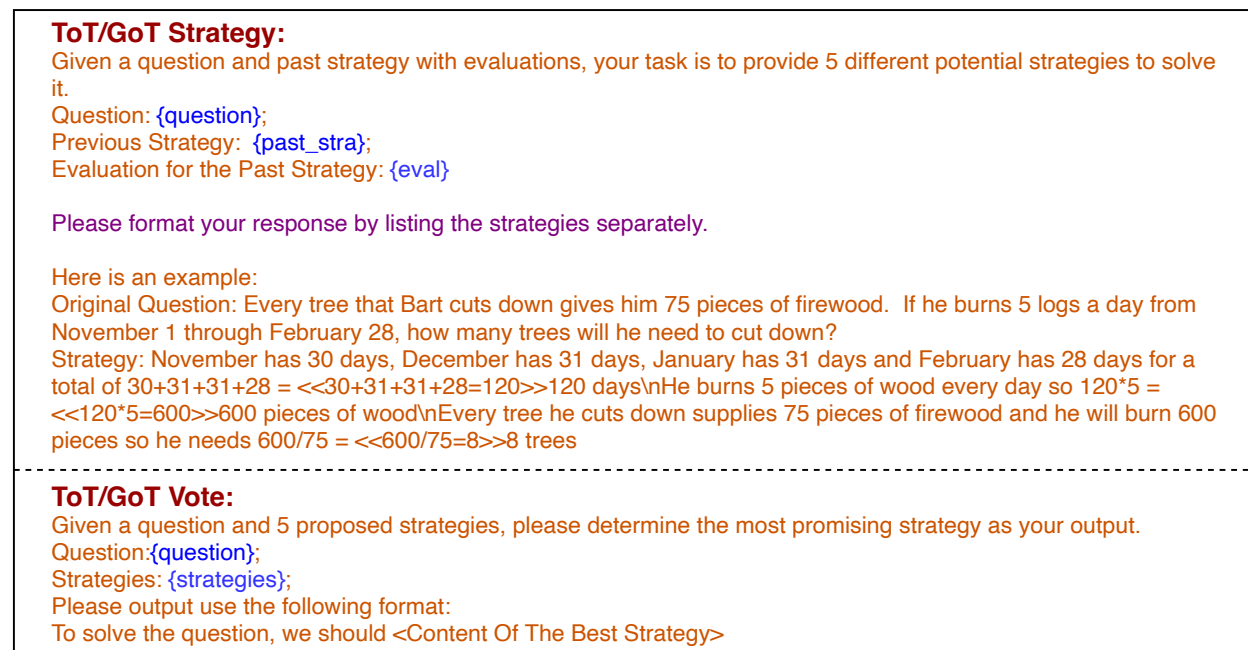 ToT/GoT Strategy:
Given a question and past strategy with evaluations, your task is to provide 5 different potential strategies to solve
it.
Question: {question};
Previous Strategy:  {past_stra};
Evaluation for the Past Strategy: {eval}
Please format your response by listing the strategies separately.
Here is an example:
Original Question: Every tree that Bart cuts down gives him 75 pieces of firewood.  If he burns 5 logs a day from
November 1 through February 28, how many trees will he need to cut down?
Strategy: November has 30 days, December has 31 days, January has 31 days and February has 28 days for a
total of 30+31+31+28 = <<30+31+31+28=120>>120 days\nHe burns 5 pieces of wood every day so 120*5 =
<<120*5=600>>600 pieces of wood\nEvery tree he cuts down supplies 75 pieces of firewood and he will burn 600
pieces so he needs 600/75 = <<600/75=8>>8 trees
ToT/GoT Vote:
Given a question and 5 proposed strategies, please determine the most promising strategy as your output.
Question:{question};
Strategies: {strategies};
Please output use the following format:
To solve the question, we should <Content Of The Best Strategy>